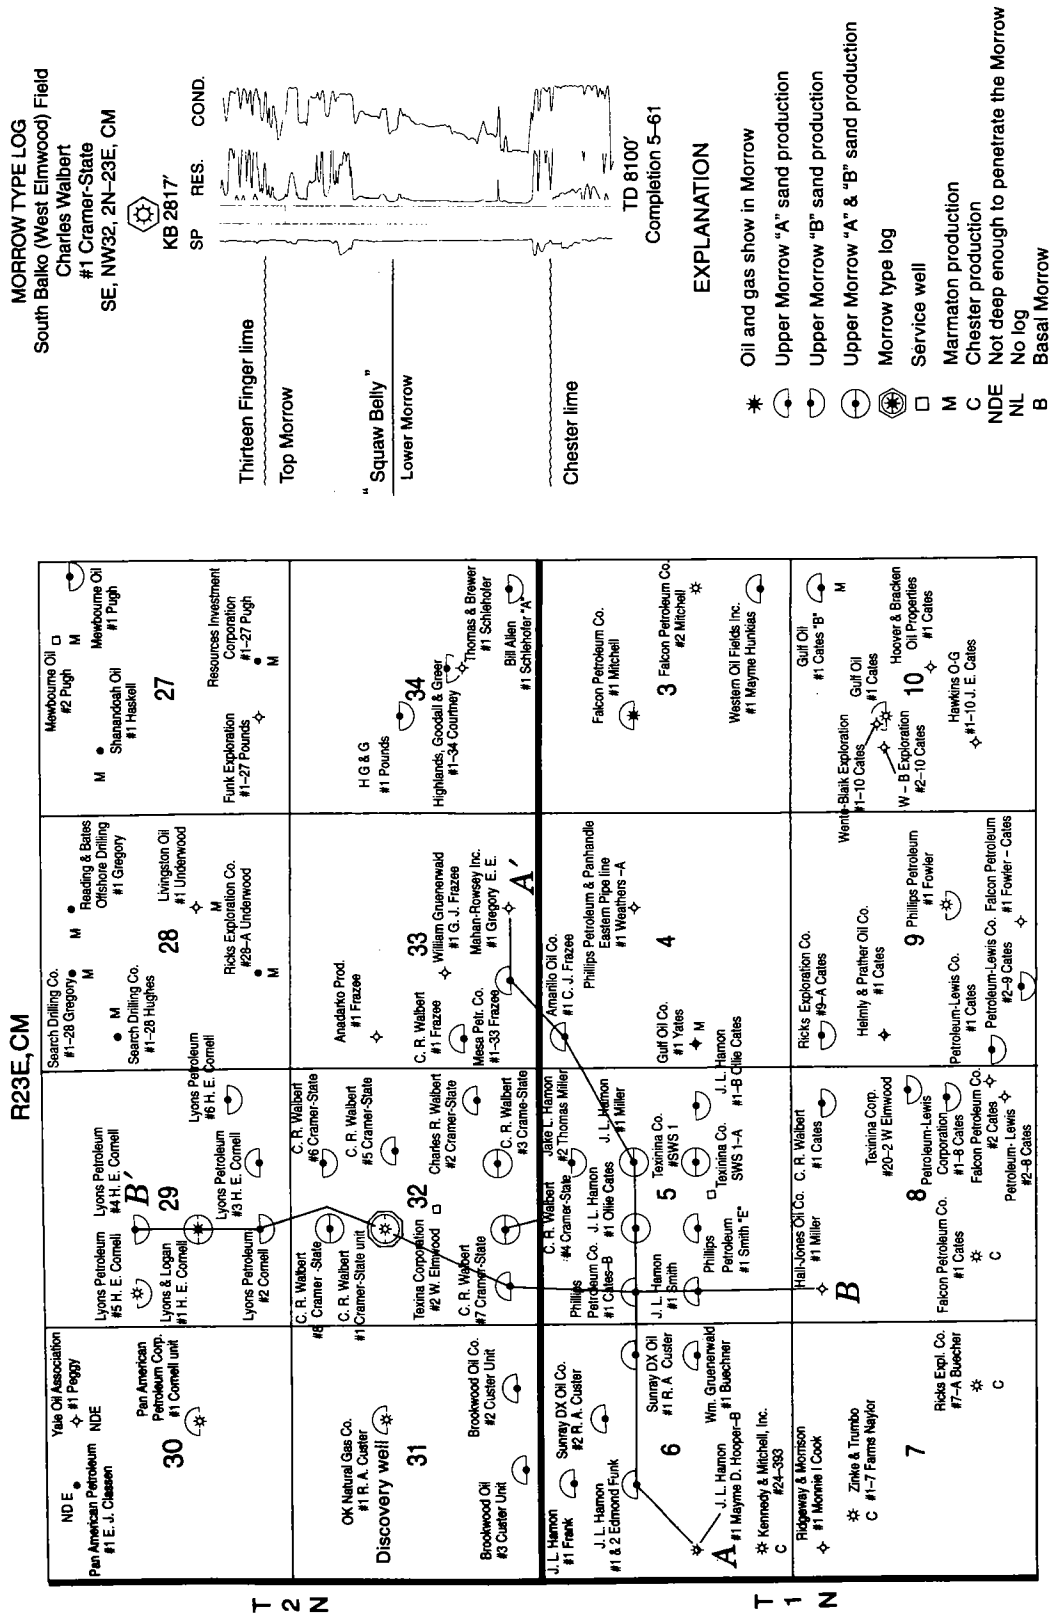 MORROW TYPE LOG
South Balko (West Elmwood) Field
Charles Walbert
#1 Cramer-State
SE, NW32, 2N–23E, CM
KB 2817′
SP RES. COND.
Thirteen Finger lime
Top Morrow
" Squaw Belly "
Lower Morrow
Chester lime
TD 8100′
Completion 5–61
EXPLANATION
Oil and gas show in Morrow
Upper Morrow "A" sand production
Upper Morrow "B" sand production
Upper Morrow "A" & "B" sand production
Morrow type log
Service well
M Marmaton production
C Chester production
NDE Not deep enough to penetrate the Morrow
NL No log
B Basal Morrow
R23E,CM
T
2
N
T
1
N
Yale Oil Association
#1 Peggy
NDE
ND E
Pan American Petroleum
#1 E. J. Classen
Pan American
Petroleum Corp.
#1 Cornell unit
30
Lyons Petroleum
#5 H. E. Cornell
Lyons Petroleum
#4 H. E. Cornell
B′
29
Lyons & Logan
#1 H. E. Cornell
Lyons Petroleum
#6 H. E. Cornell
Lyons Petroleum
#3 H. E. Cornell
Lyons Petroleum
#2 Cornell
Search Drilling Co.
#1–28 Gregory
M
Reading & Bates
Offshore Drilling
#1 Gregory
M
Search Drilling Co.
#1–28 Hughes
M
28
Livingston Oil
#1 Underwood
M
Ricks Exploration Co.
#28–A Underwood
M
Mewbourne Oil
#2 Pugh
M
Mewbourne Oil
#1 Pugh
Shanandoah Oil
#1 Haskell
M
27
Resources Investment
Corporation
#1–27 Pugh
M
Funk Exploration
#1–27 Pounds
OK Natural Gas Co.
#1 R. A. Custer
Discovery well
31
Brookwood Oil Co.
#2 Custer Unit
Brookwood Oil
#3 Custer Unit
C. R. Walbert
#6 Cramer-State
C. R. Walbert
#8 Cramer -State
C. R. Walbert
#5 Cramer-State
C. R. Walbert
#1 Cramer-State unit
32
Charles R. Walbert
#2 Cramer-State
Texina Corporation
#2 W. Elmwood
C. R. Walbert
#7 Cramer-State
C. R. Walbert
#3 Crame-State
C. R. Walbert
#4 Cramer-State
Anadarko Prod.
#1 Frazee
33
William Gruenerwald
#1 G. J. Frazee
C. R. Walbert
#1 Frazee
Mahan-Rowsey Inc.
#1 Gregory E. E.
Mesa Petr. Co.
#1–33 Frazee
A′
H G & G
#1 Pounds
34
Highlands, Goodall & Greer
#1–34 Courtney
Thomas & Brewer
#1 Schlehofer
Bill Allen
#1 Schlehofer "A"
J. L. Hamon
#1 Frank
Sunray DX Oil Co.
#2 R. A. Custer
J. L. Hamon
#1 & 2 Edmond Funk
6
Sunray DX Oil
#1 R. A Custer
Wm. Gruenerwald
#1 Buechner
J. L. Hamon
#1 Mayme D. Hooper–B
A
Kennedy & Mitchell, Inc.
#24–393
C
Phillips
Petroleum Co.
#1 Cates–B
J. L. Hamon
#1 Ollie Cates
Jake L. Hamon
#2 Thomas Miller
J. L. Hamon
#1 Miller
J. L. Hamon
#1 Smith
5
Texinina Co.
#SWS 1
Texinina Co.
SWS 1–A
Phillips
Petroleum
#1 Smith "E"
J. L. Hamon
#1–B Ollie Cates
Amarillo Oil Co.
#1 C. J. Frazee
Phillips Petroleum & Panhandle
Eastern Pipe line
#1 Weathers –A
4
Gulf Oil Co.
#1 Yates
M
Falcon Petroleum Co.
#1 Mitchell
3
Falcon Petroleum Co.
#2 Mitchell
Western Oil Fields Inc.
#1 Mayme Hunkias
Ridgeway & Morrison
#1 Monnie I Cook
Zinke & Trumbo
#1–7 Farms Naylor
C
7
Ricks Expl. Co.
#7–A Buecher
C
Hall-Jones Oil Co.
#1 Miller
B
C. R. Walbert
#1 Cates
Texinina Corp.
#20–2 W Elmwood
8
Petroleum-Lewis
Corporation
#1–8 Cates
Falcon Petroleum Co.
#1 Cates
C
Falcon Petroleum Co.
#2 Cates
Petroleum- Lewis
#2–8 Cates
Ricks Exploration Co.
#9–A Cates
Helmly & Prather Oil Co.
#1 Cates
9
Phillips Petroleum
#1 Fowler
Petroleum-Lewis Co.
#1 Cates
Petroleum-Lewis Co.
#2–9 Cates
Falcon Petroleum
#1 Fowler – Cates
Gulf Oil
#1 Cates "B"
M
Wente-Blaik Exploration
#1–10 Cates
Gulf Oil
#1 Cates
10
Hoover & Bracken
Oil Properties
#1 Cates
W – B Exploration
#2–10 Cates
Hawkins O-G
#1–10 J. E. Cates